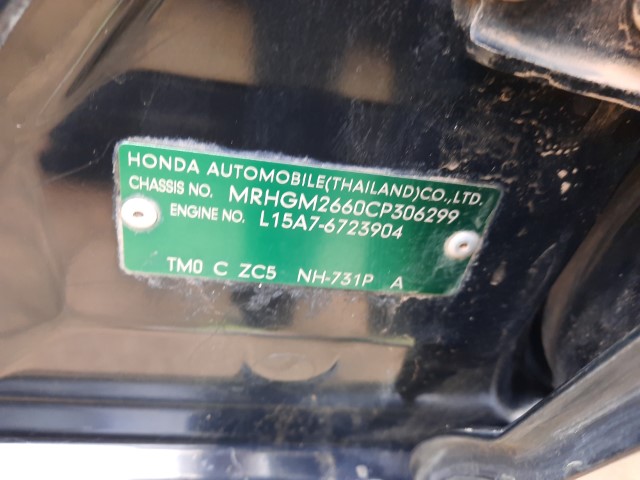 HONDA AUTOMOBILE(THAILAND)CO.,LTD.
CHASSIS NO. MRHGM2660CP306299
ENGINE NO. L15A7-6723904
TM0 C ZC5 NH-731P A